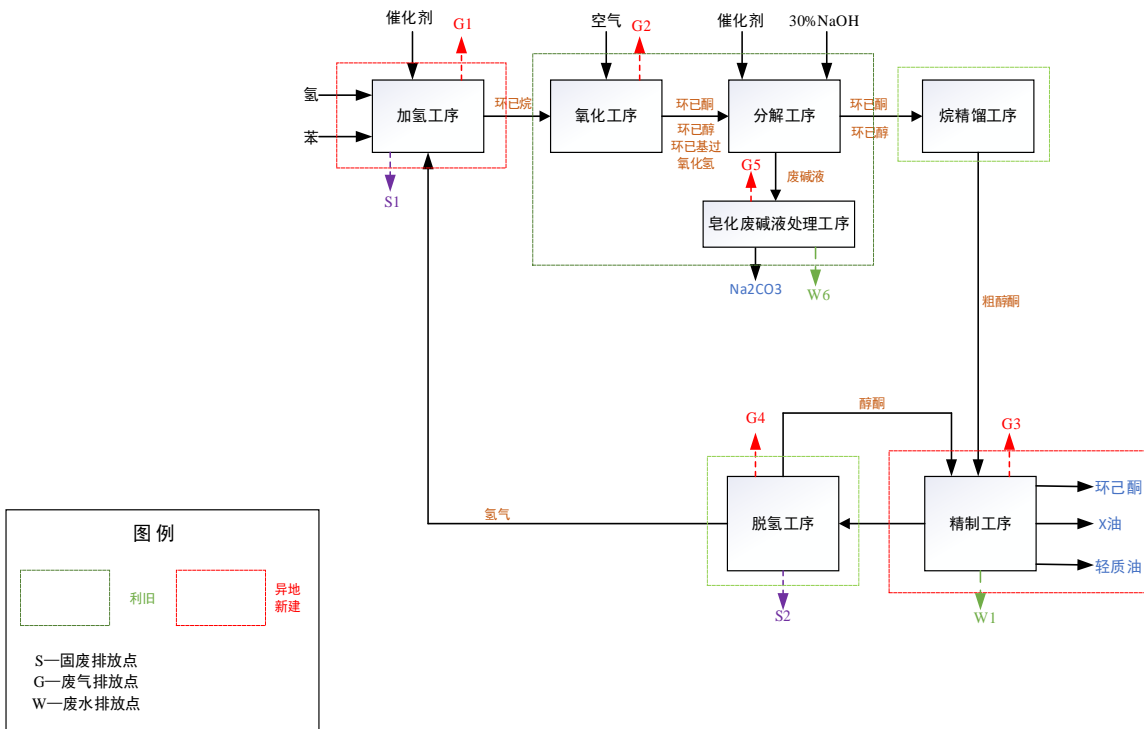 催化剂
G1
空气
G2
催化剂
30%NaOH
氢
苯
加氢工序
环已烷
氧化工序
环已酮
环已醇
环已基过
氧化氢
分解工序
环已酮
环已醇
烷精馏工序
S1
G5
废碱液
皂化废碱液处理工序
Na2CO3
W6
粗醇酮
醇酮
G4
G3
氢气
脱氢工序
精制工序
环己酮
X油
轻质油
S2
W1
图例
利旧
异地
新建
S—固废排放点
G—废气排放点
W—废水排放点